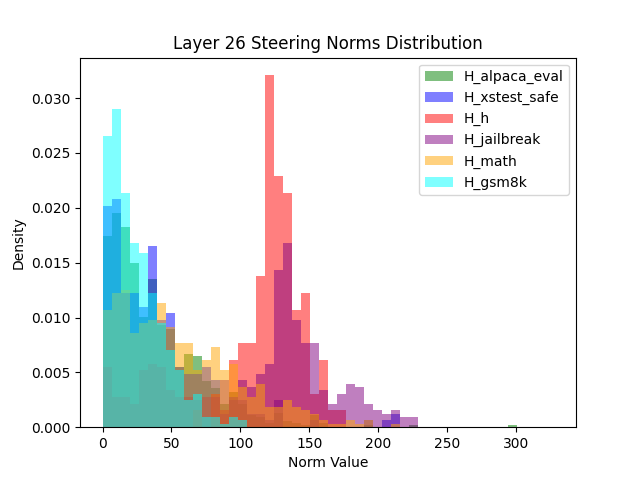 Layer 26 Steering Norms Distribution
H_alpaca_eval
H_xstest_safe
H_h
H_jailbreak
H_math
H_gsm8k
Density
0.030
0.025
0.020
0.015
0.010
0.005
0.000
0
50
100
150
200
250
300
Norm Value